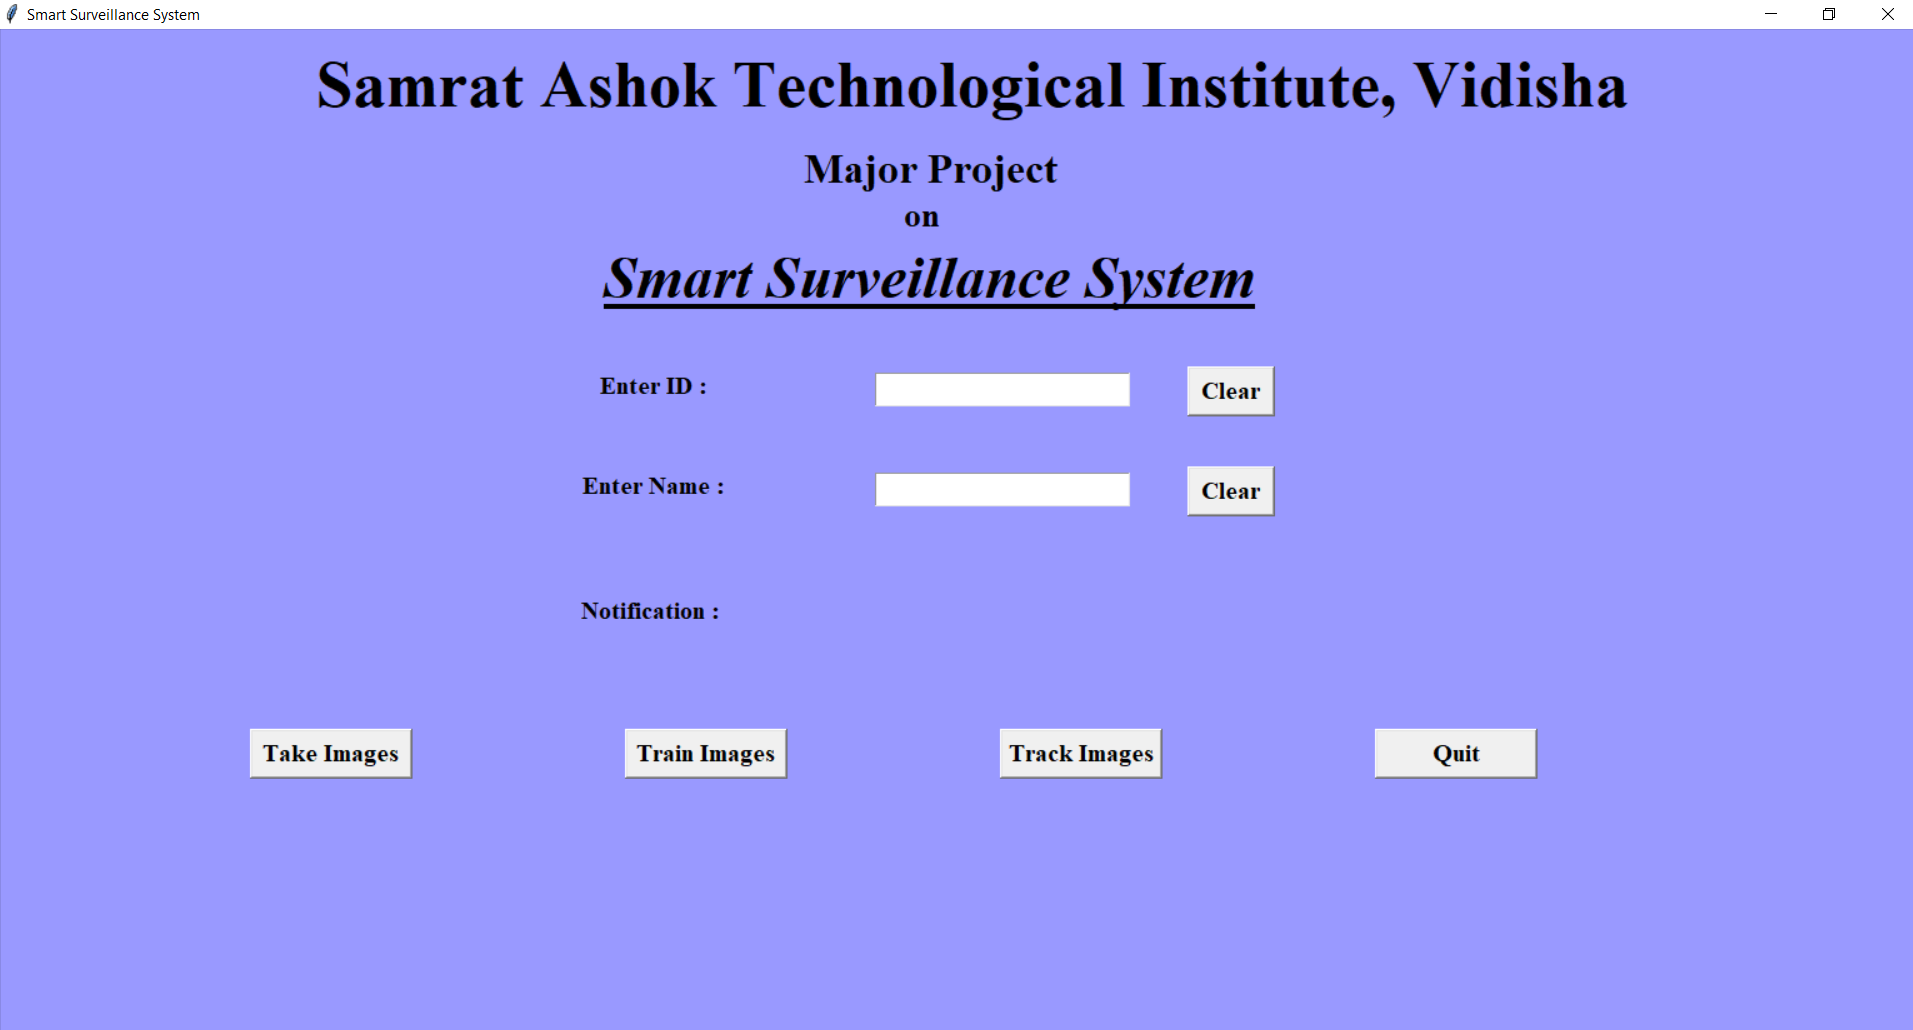 Smart Surveillance System
Samrat Ashok Technological Institute, Vidisha
Major Project
on
Smart Surveillance System
Enter ID :
Clear
Enter Name :
Clear
Notification :
Take Images
Train Images
Track Images
Quit